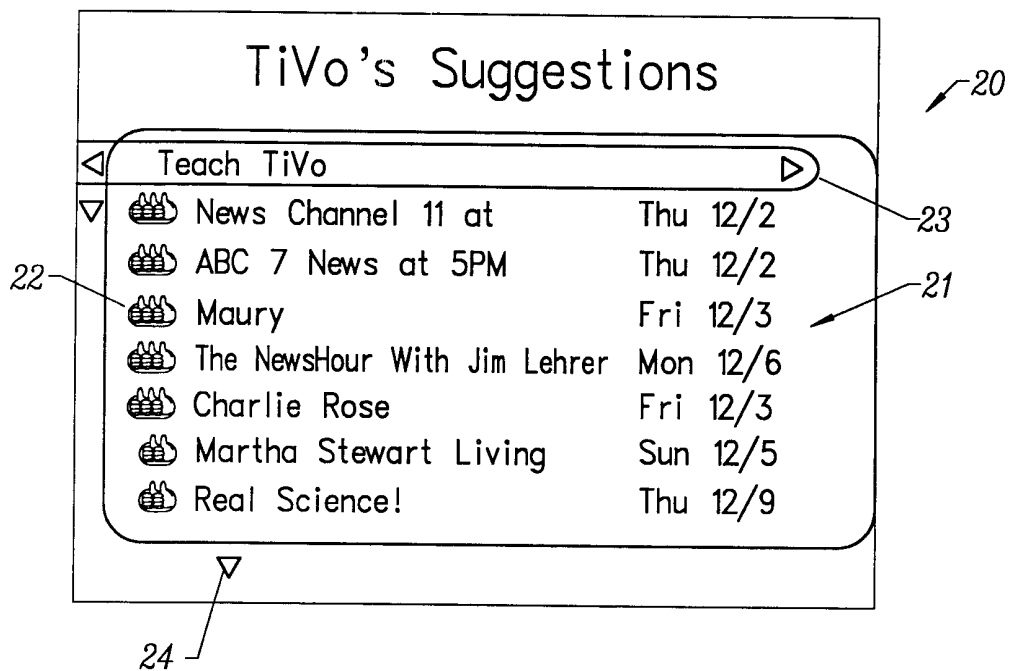 TiVo's Suggestions
20
Teach TiVo
23
News Channel 11 at Thu 12/2
ABC 7 News at 5PM Thu 12/2
21
22
Maury Fri 12/3
The NewsHour With Jim Lehrer Mon 12/6
Charlie Rose Fri 12/3
Martha Stewart Living Sun 12/5
Real Science! Thu 12/9
24